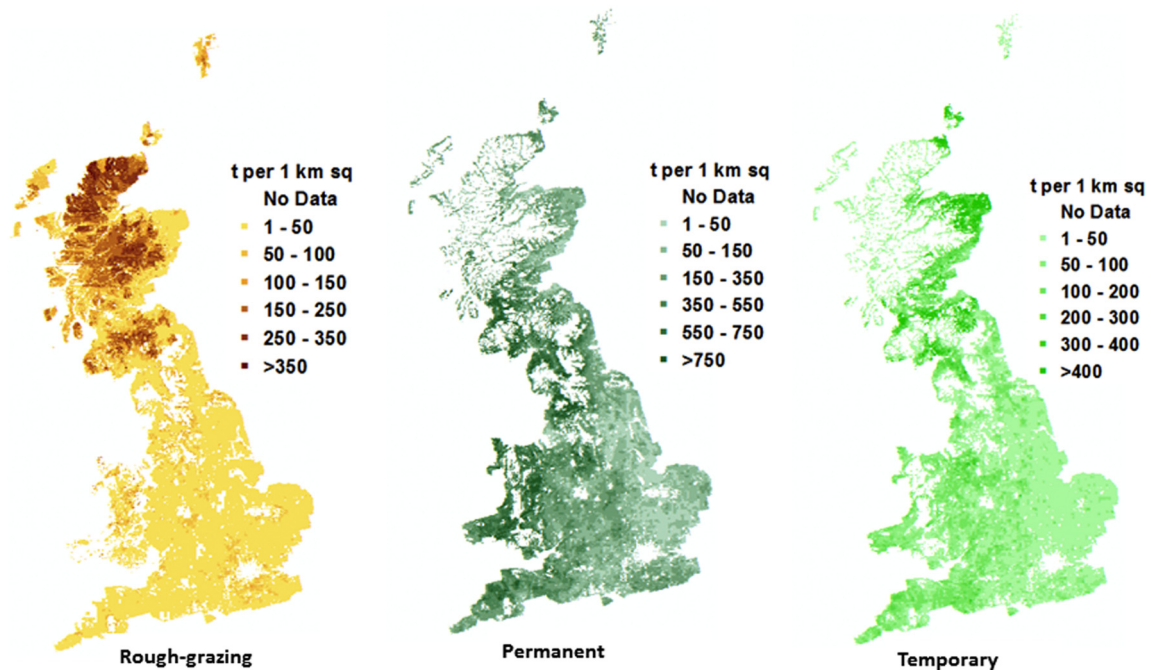 t per 1 km sq
No Data
1 - 50
50 - 100
100 - 150
150 - 250
250 - 350
>350
Rough-grazing
t per 1 km sq
No Data
1 - 50
50 - 150
150 - 350
350 - 550
550 - 750
>750
Permanent
t per 1 km sq
No Data
1 - 50
50 - 100
100 - 200
200 - 300
300 - 400
>400
Temporary